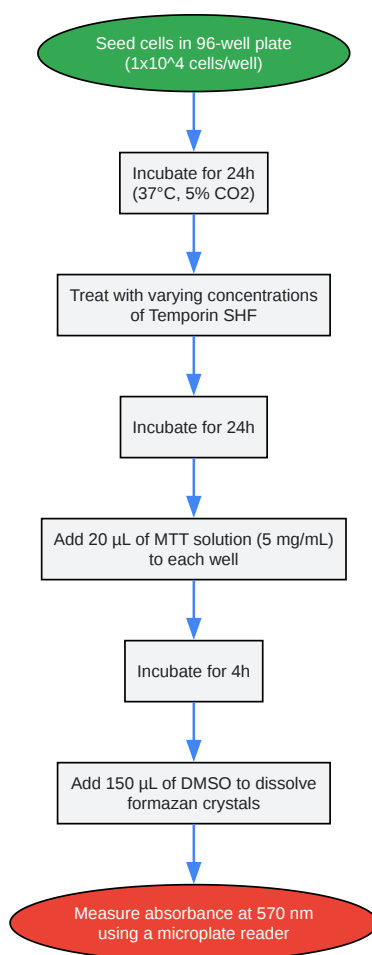 Seed cells in 96-well plate
(1x10^4 cells/well)
Incubate for 24h
(37°C, 5% CO2)
Treat with varying concentrations
of Temporin SHF
Incubate for 24h
Add 20 µL of MTT solution (5 mg/mL)
to each well
Incubate for 4h
Add 150 µL of DMSO to dissolve
formazan crystals
Measure absorbance at 570 nm
using a microplate reader